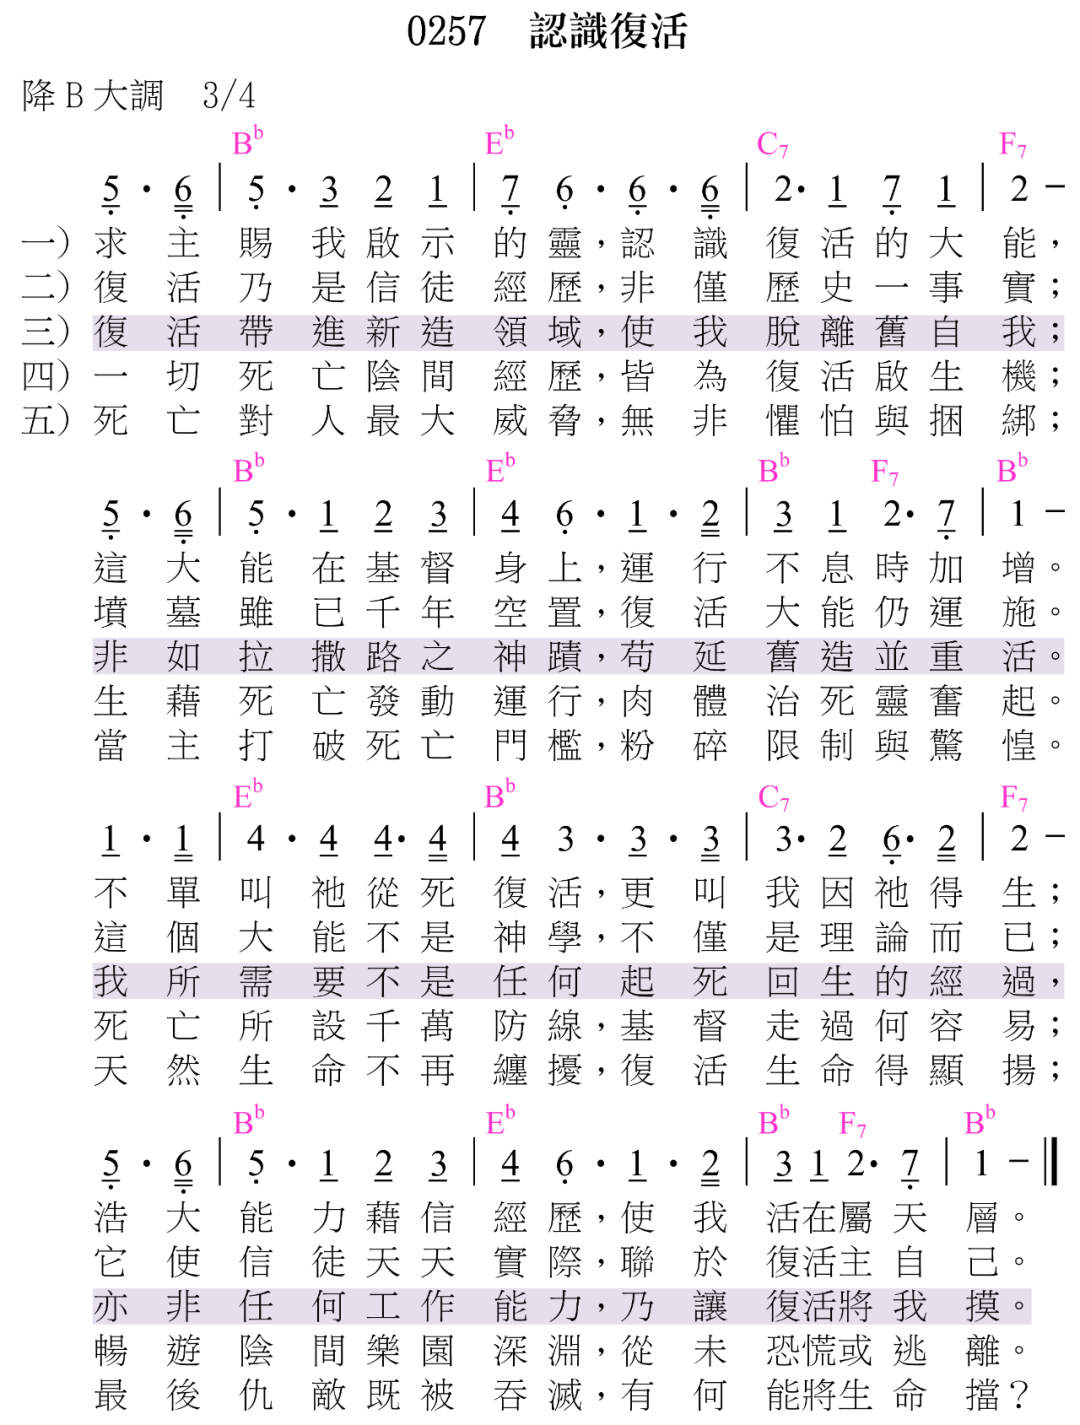 0257 認識復活
降B大調 3/4
B♭ E♭ C7 F7
5 · 6 | 5 · 3 2 1 | 7 6 · 6 · 6 | 2· 1 7 1 | 2 –
一）求主賜我啟示的靈，認識復活的大能，
二）復活乃是信徒經歷，非僅歷史一事實；
三）復活帶進新造領域，使我脫離舊自我；
四）一切死亡陰間經歷，皆為復活啟生機；
五）死亡對人最大威脅，無非懼怕與捆綁；
B♭ E♭ B♭ F7 B♭
5 · 6 | 5 · 1 2 3 | 4 6 · 1 · 2 | 3 1 2· 7 | 1 –
這大能在基督身上，運行不息時加增。
墳墓雖已千年空置，復活大能仍運施。
非如拉撒路之神蹟，苟延舊造並重活。
生藉死亡發動運行，肉體治死靈奮起。
當主打破死亡門檻，粉碎限制與驚惶。
E♭ B♭ C7 F7
1 · 1 | 4 · 4 4· 4 | 4 3 · 3 · 3 | 3· 2 6· 2 | 2 –
不單叫祂從死復活，更叫我因祂得生；
這個大能不是神學，不僅是理論而已；
我所需要不是任何起死回生的經過，
死亡所設千萬防線，基督走過何容易；
天然生命不再纏擾，復活生命得顯揚；
B♭ E♭ B♭ F7 B♭
5 · 6 | 5 · 1 2 3 | 4 6 · 1 · 2 | 3 1 2· 7 | 1 – ‖
浩大能力藉信經歷，使我活在屬天層。
它使信徒天天實際，聯於復活主自己。
亦非任何工作能力，乃讓復活將我摸。
暢遊陰間樂園深淵，從未恐慌或逃離。
最後仇敵既被吞滅，有何能將生命擋？